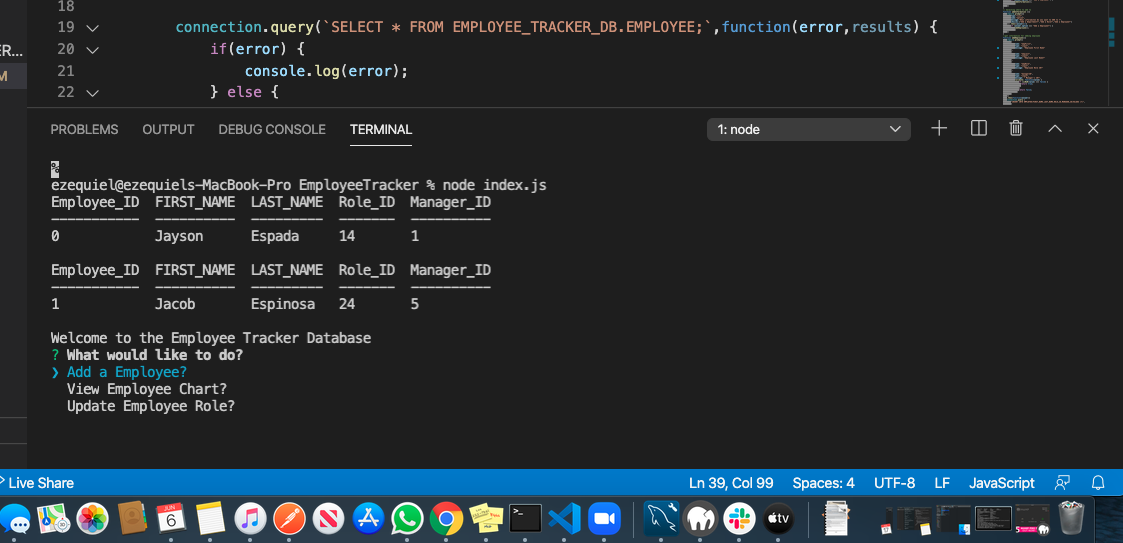 18
19 connection.query(`SELECT * FROM EMPLOYEE_TRACKER_DB.EMPLOYEE;`,function(error,results) {
ER...
20 if(error) {
M
21 console.log(error);
22 } else {
PROBLEMS OUTPUT DEBUG CONSOLE TERMINAL 1: node
%
ezequiel@ezequiels-MacBook-Pro EmployeeTracker % node index.js
Employee_ID FIRST_NAME LAST_NAME Role_ID Manager_ID
----------- ---------- --------- ------- ----------
0 Jayson Espada 14 1
Employee_ID FIRST_NAME LAST_NAME Role_ID Manager_ID
----------- ---------- --------- ------- ----------
1 Jacob Espinosa 24 5
Welcome to the Employee Tracker Database
? What would like to do?
❯ Add a Employee?
View Employee Chart?
Update Employee Role?
Live Share Ln 39, Col 99 Spaces: 4 UTF-8 LF JavaScript
JUN
6
tv